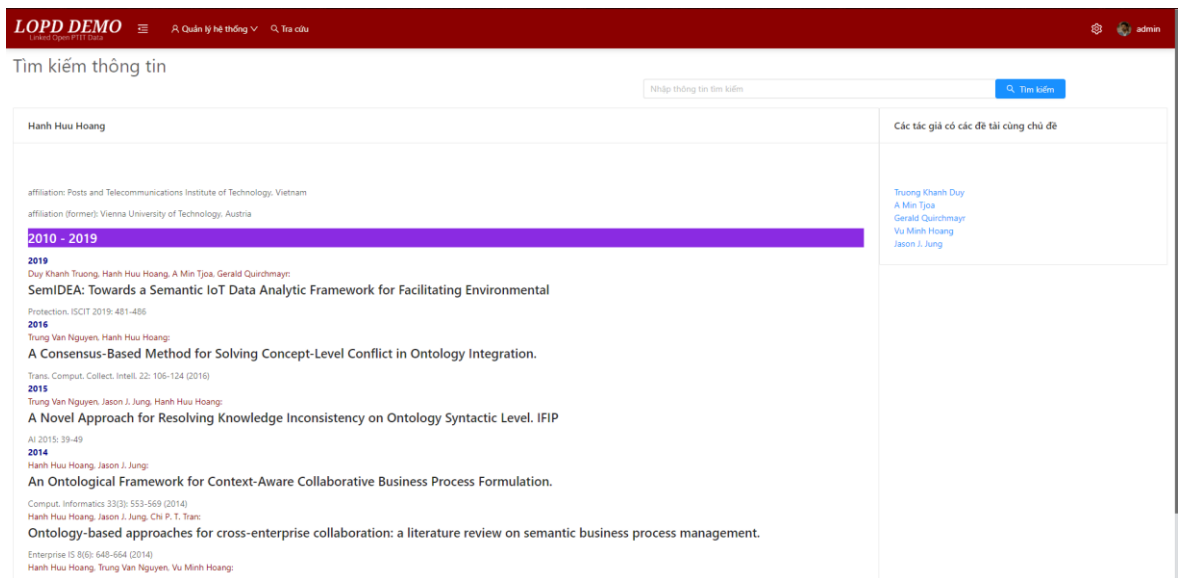 LOPD DEMO
Linked Open PTIT Data
Quản lý hệ thống
Tra cứu
admin
Tìm kiếm thông tin
Nhập thông tin tìm kiếm
Tìm kiếm
Hanh Huu Hoang
affiliation: Posts and Telecommunications Institute of Technology, Vietnam
affiliation (former): Vienna University of Technology, Austria
2010 - 2019
2019
Duy Khanh Truong, Hanh Huu Hoang, A Min Tjoa, Gerald Quirchmayr:
SemIDEA: Towards a Semantic IoT Data Analytic Framework for Facilitating Environmental
Protection. ISCIT 2019: 481-486
2016
Trung Van Nguyen, Hanh Huu Hoang:
A Consensus-Based Method for Solving Concept-Level Conflict in Ontology Integration.
Trans. Comput. Collect. Intell. 22: 106-124 (2016)
2015
Trung Van Nguyen, Jason J. Jung, Hanh Huu Hoang:
A Novel Approach for Resolving Knowledge Inconsistency on Ontology Syntactic Level. IFIP
AI 2015: 39-49
2014
Hanh Huu Hoang, Jason J. Jung:
An Ontological Framework for Context-Aware Collaborative Business Process Formulation.
Comput. Informatics 33(3): 553-569 (2014)
Hanh Huu Hoang, Jason J. Jung, Chi P. T. Tran:
Ontology-based approaches for cross-enterprise collaboration: a literature review on semantic business process management.
Enterprise IS 8(6): 648-664 (2014)
Hanh Huu Hoang, Trung Van Nguyen, Vu Minh Hoang:
Các tác giả có các đề tài cùng chủ đề
Truong Khanh Duy
A Min Tjoa
Gerald Quirchmayr
Vu Minh Hoang
Jason J. Jung